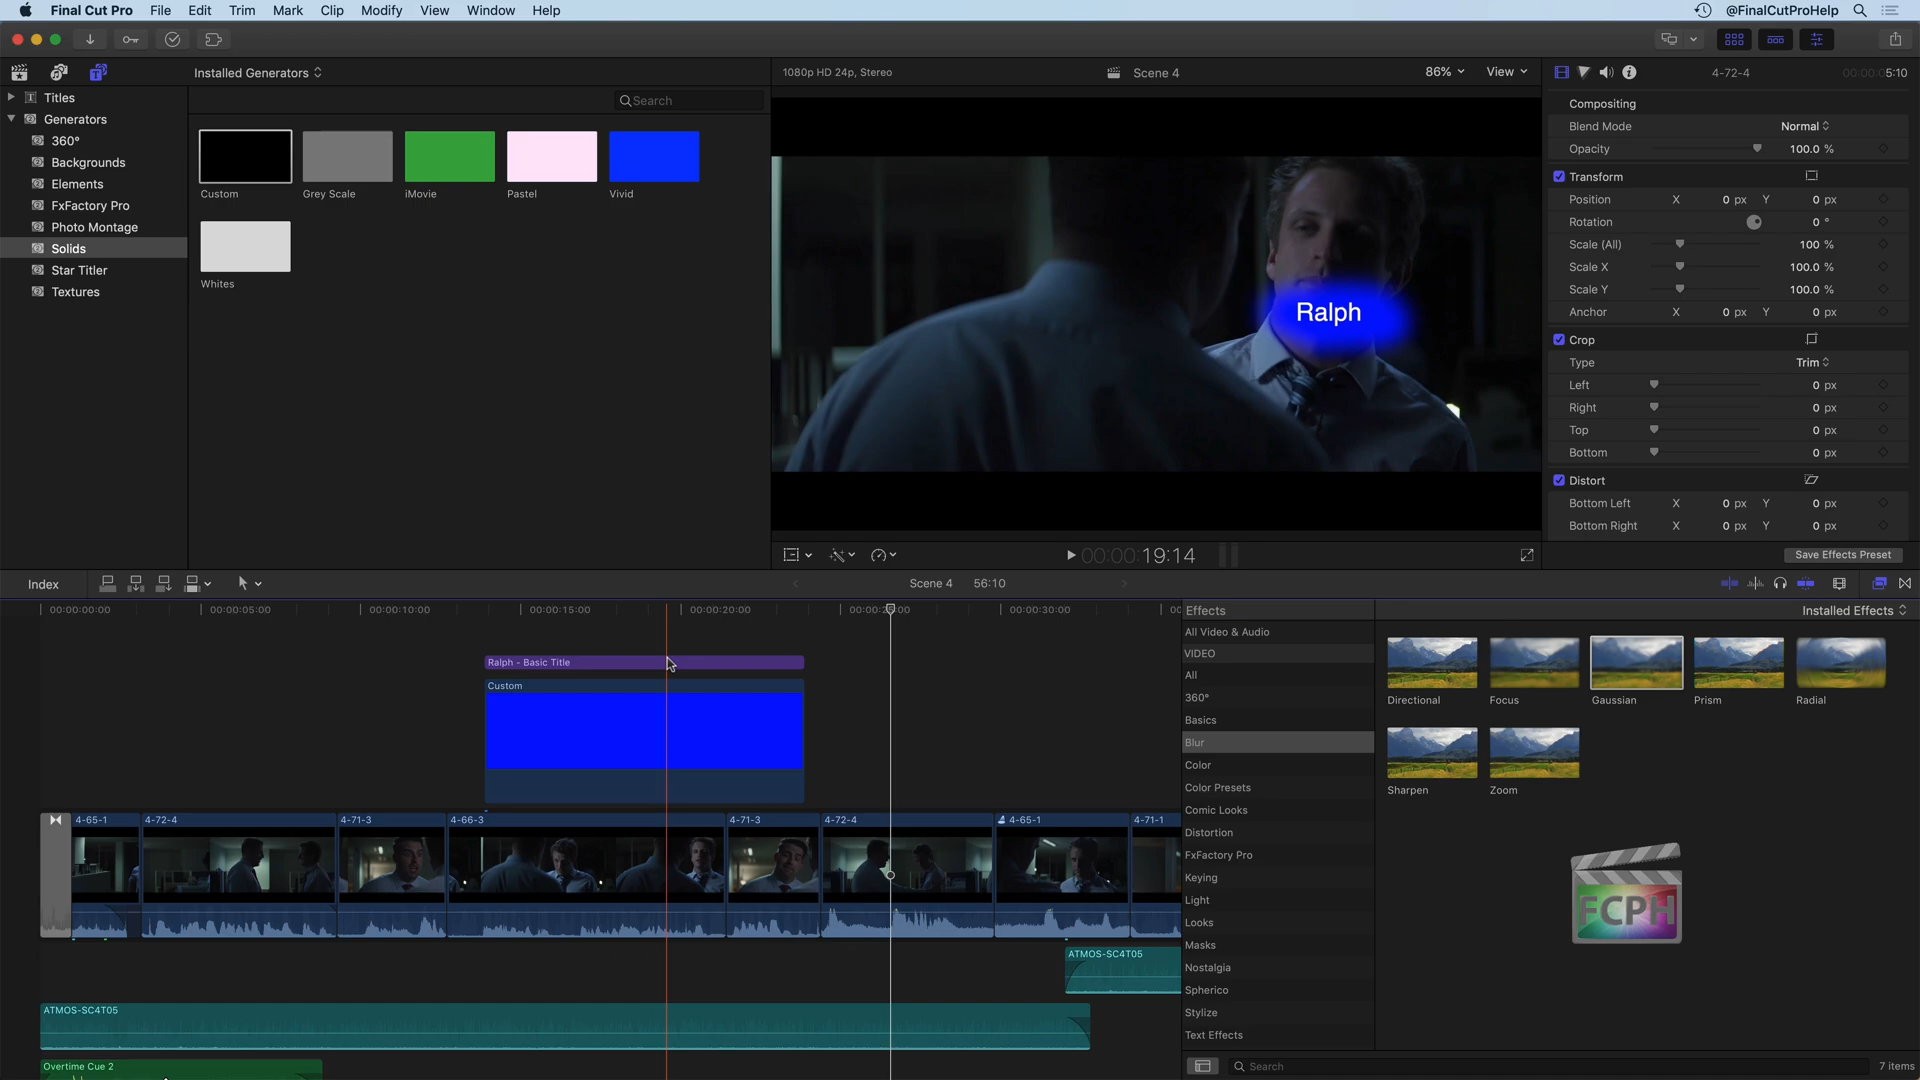 Final Cut Pro File Edit Trim Mark Clip Modify View Window Help @FinalCutProHelp
Installed Generators
1080p HD 24p, Stereo Scene 4 86% View
4-72-4 00:00:05:10
Titles
Generators
360°
Backgrounds
Elements
FxFactory Pro
Photo Montage
Solids
Star Titler
Textures
Search
Custom Grey Scale iMovie Pastel Vivid
Whites
Ralph
Compositing
Blend Mode Normal
Opacity 100.0 %
Transform
Position X 0 px Y 0 px
Rotation 0 °
Scale (All) 100 %
Scale X 100.0 %
Scale Y 100.0 %
Anchor X 0 px Y 0 px
Crop
Type Trim
Left 0 px
Right 0 px
Top 0 px
Bottom 0 px
Distort
Bottom Left X 0 px Y 0 px
Bottom Right X 0 px Y 0 px
00:00:19:14
Save Effects Preset
Index
Scene 4 56:10
00:00:00:00 00:00:05:00 00:00:10:00 00:00:15:00 00:00:20:00 00:00:30:00
Ralph - Basic Title
Custom
4-65-1 4-72-4 4-71-3 4-66-3 4-71-3 4-72-4 4-65-1 4-71-1
ATMOS-SC4T05
ATMOS-SC4T05
Overtime Cue 2
Effects
Installed Effects
All Video & Audio
VIDEO
All
360°
Basics
Blur
Color
Color Presets
Comic Looks
Distortion
FxFactory Pro
Keying
Light
Looks
Masks
Nostalgia
Spherico
Stylize
Text Effects
Directional Focus Gaussian Prism Radial
Sharpen Zoom
FCPH
Search
7 items